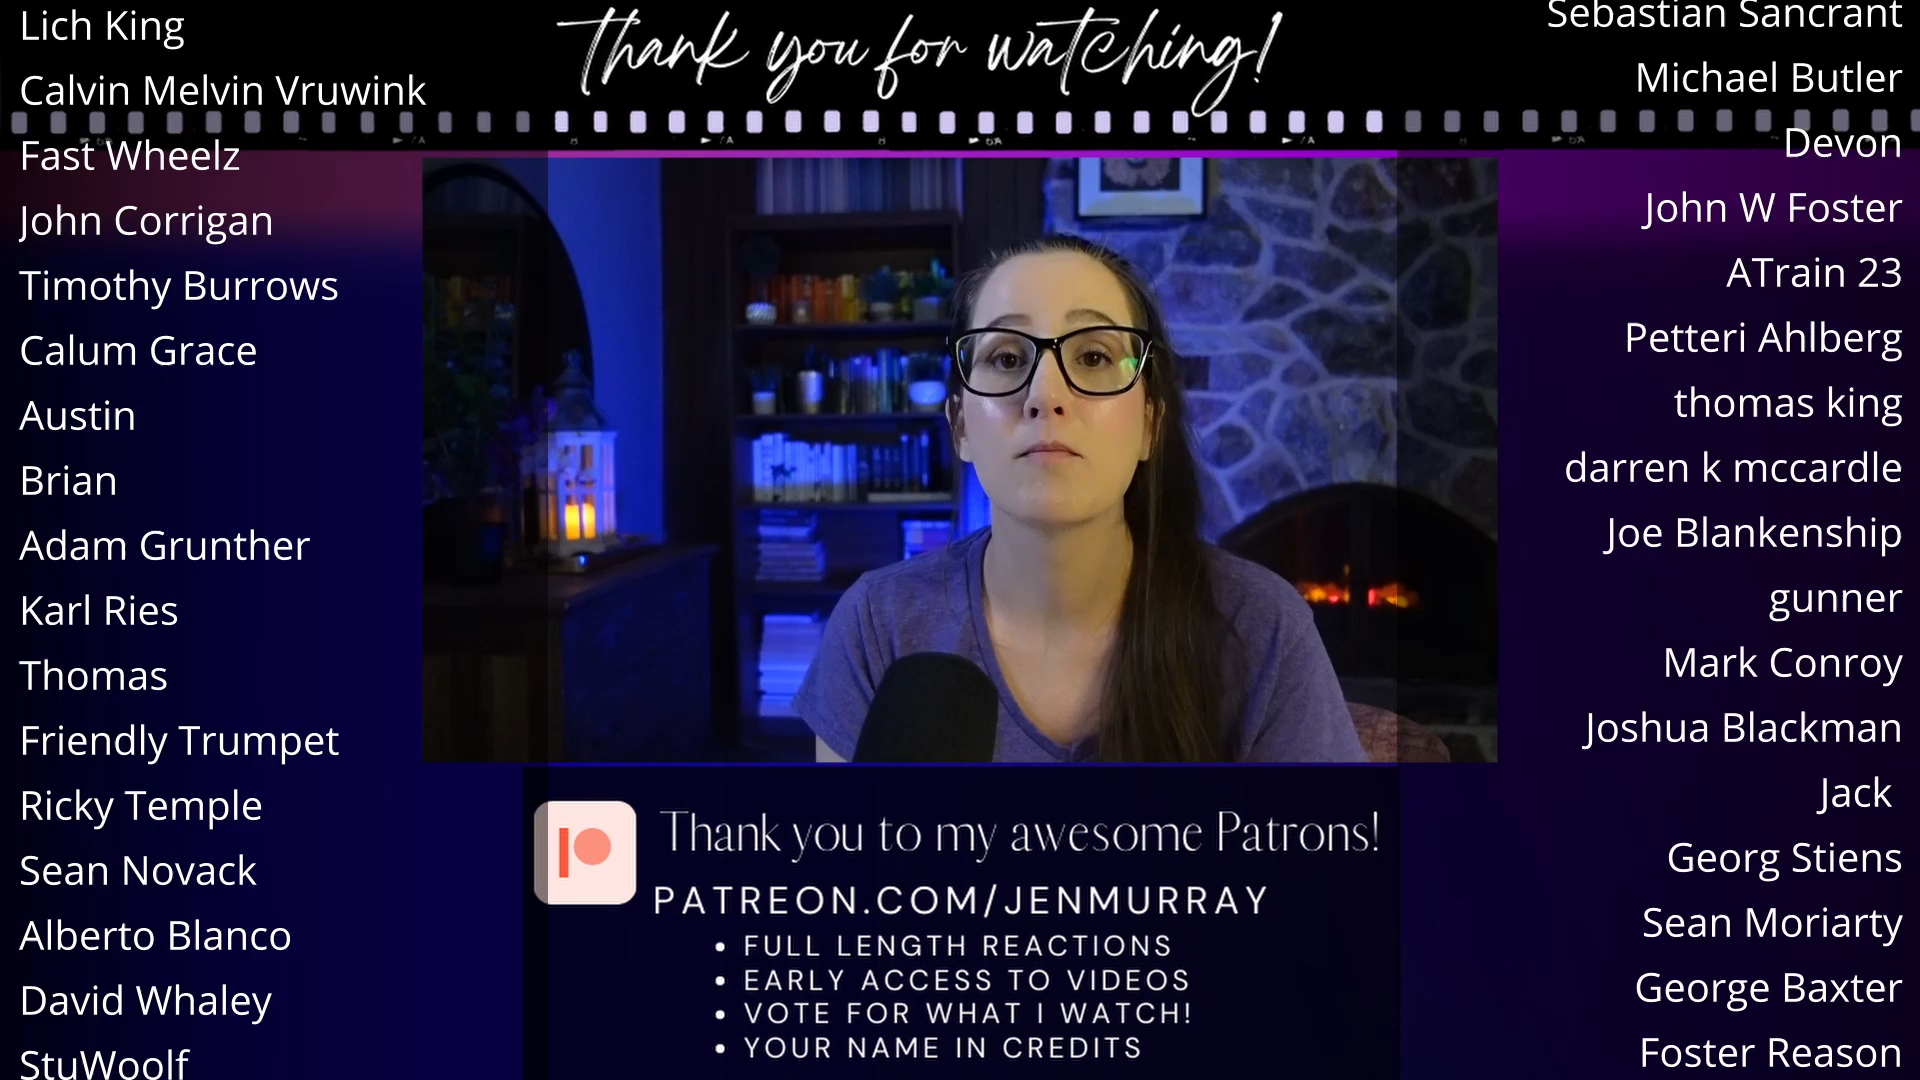 Thank you for watching!
Lich King
Calvin Melvin Vruwink
Fast Wheelz
John Corrigan
Timothy Burrows
Calum Grace
Austin
Brian
Adam Grunther
Karl Ries
Thomas
Friendly Trumpet
Ricky Temple
Sean Novack
Alberto Blanco
David Whaley
StuWoolf
Sebastian Sancrant
Michael Butler
Devon
John W Foster
ATrain 23
Petteri Ahlberg
thomas king
darren k mccardle
Joe Blankenship
gunner
Mark Conroy
Joshua Blackman
Jack
Georg Stiens
Sean Moriarty
George Baxter
Foster Reason
Thank you to my awesome Patrons!
PATREON.COM/JENMURRAY
• FULL LENGTH REACTIONS
• EARLY ACCESS TO VIDEOS
• VOTE FOR WHAT I WATCH!
• YOUR NAME IN CREDITS